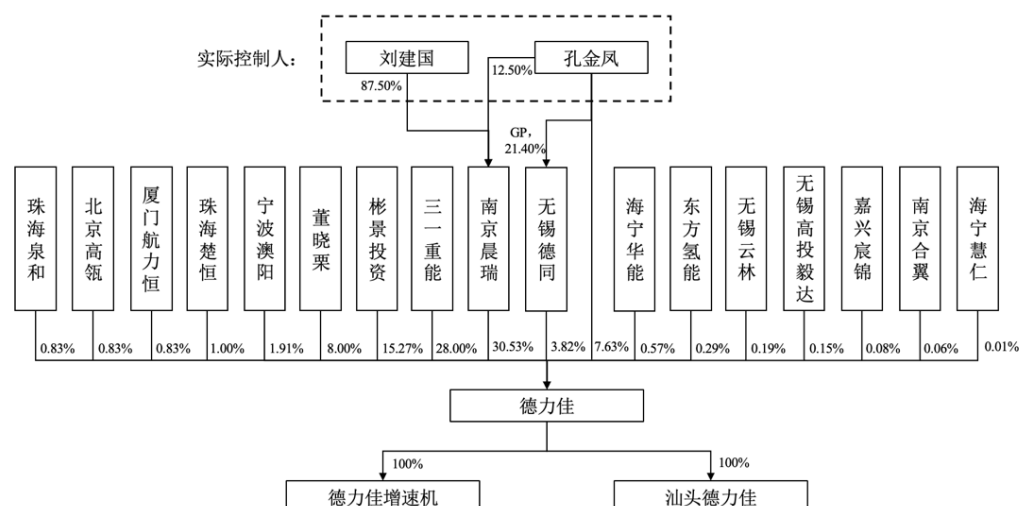 实际控制人：
刘建国
孔金凤
87.50%
12.50%
GP，
21.40%
珠海泉和
北京高瓴
厦门航力恒
珠海楚恒
宁波澳阳
董晓栗
彬景投资
三一重能
南京晨瑞
无锡德同
海宁华能
东方氢能
无锡云林
无锡高投毅达
嘉兴宸锦
南京合翼
海宁慧仁
0.83%
0.83%
0.83%
1.00%
1.91%
8.00%
15.27%
28.00%
30.53%
3.82%
7.63%
0.57%
0.29%
0.19%
0.15%
0.08%
0.06%
0.01%
德力佳
100%
100%
德力佳增速机
汕头德力佳